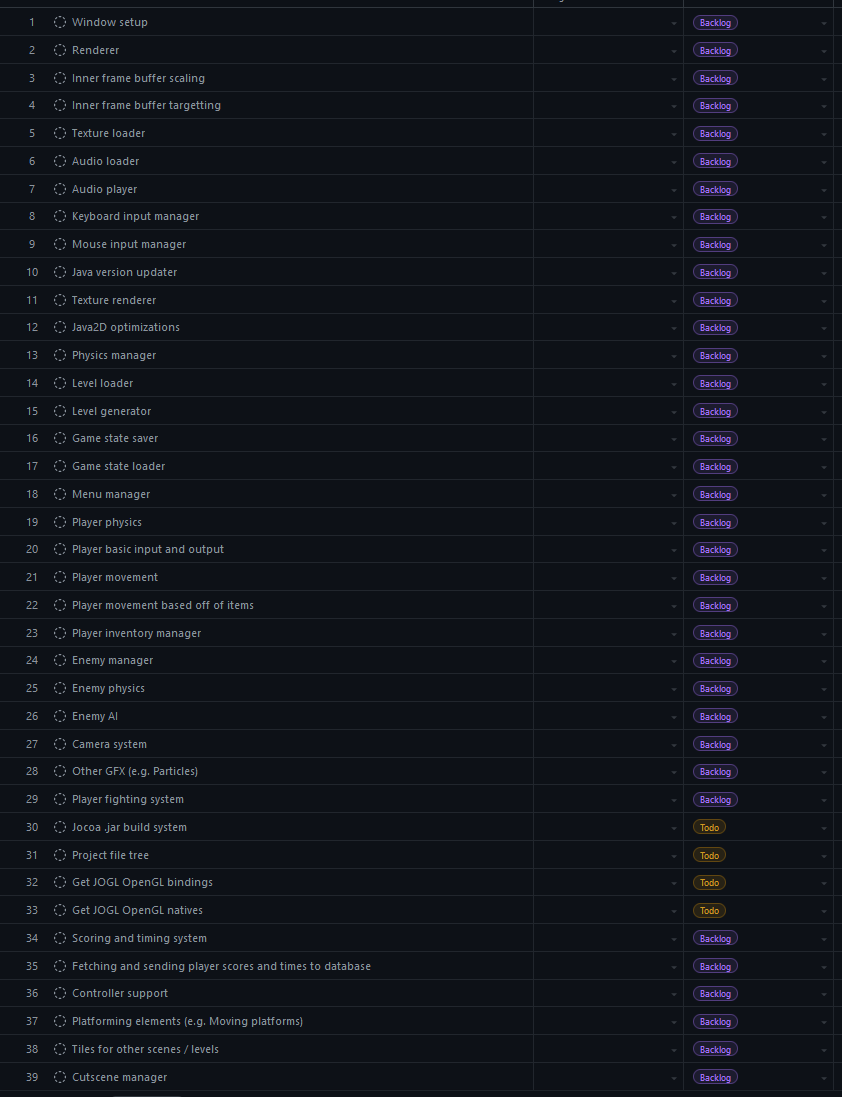 1 Window setup Backlog
2 Renderer Backlog
3 Inner frame buffer scaling Backlog
4 Inner frame buffer targetting Backlog
5 Texture loader Backlog
6 Audio loader Backlog
7 Audio player Backlog
8 Keyboard input manager Backlog
9 Mouse input manager Backlog
10 Java version updater Backlog
11 Texture renderer Backlog
12 Java2D optimizations Backlog
13 Physics manager Backlog
14 Level loader Backlog
15 Level generator Backlog
16 Game state saver Backlog
17 Game state loader Backlog
18 Menu manager Backlog
19 Player physics Backlog
20 Player basic input and output Backlog
21 Player movement Backlog
22 Player movement based off of items Backlog
23 Player inventory manager Backlog
24 Enemy manager Backlog
25 Enemy physics Backlog
26 Enemy AI Backlog
27 Camera system Backlog
28 Other GFX (e.g. Particles) Backlog
29 Player fighting system Backlog
30 Jocoa .jar build system Todo
31 Project file tree Todo
32 Get JOGL OpenGL bindings Todo
33 Get JOGL OpenGL natives Todo
34 Scoring and timing system Backlog
35 Fetching and sending player scores and times to database Backlog
36 Controller support Backlog
37 Platforming elements (e.g. Moving platforms) Backlog
38 Tiles for other scenes / levels Backlog
39 Cutscene manager Backlog